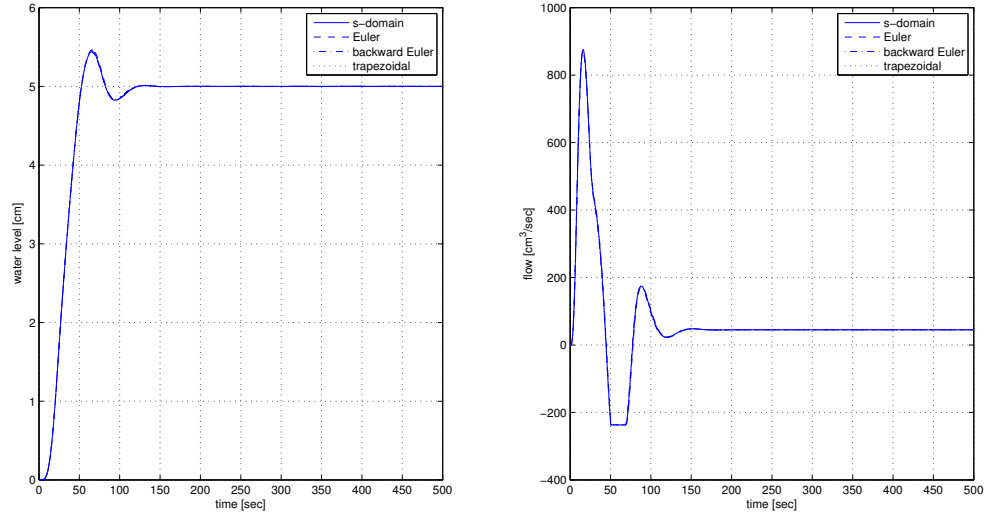 6
5
4
3
2
1
0
water level [cm]
0 50 100 150 200 250 300 350 400 450 500
time [sec]
s−domain
Euler
backward Euler
trapezoidal
1000
800
600
400
200
0
−200
−400
flow [cm³/sec]
0 50 100 150 200 250 300 350 400 450 500
time [sec]
s−domain
Euler
backward Euler
trapezoidal